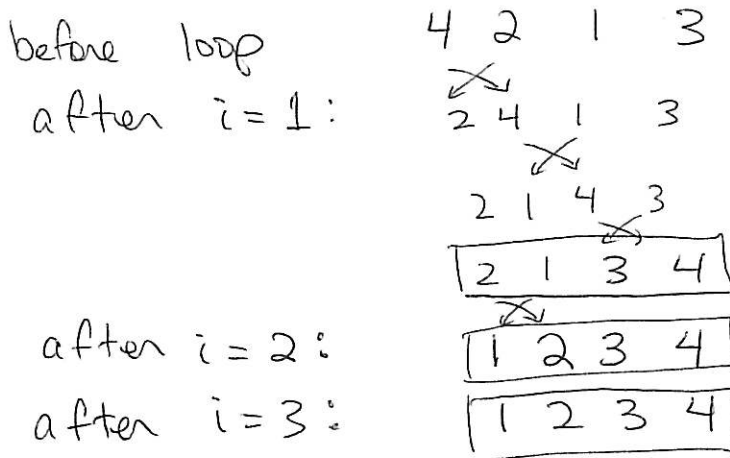 before loop 4 2 1 3
after i = 1 : 2 4 1 3
2 1 4 3
2 1 3 4
after i = 2 : 1 2 3 4
after i = 3 : 1 2 3 4